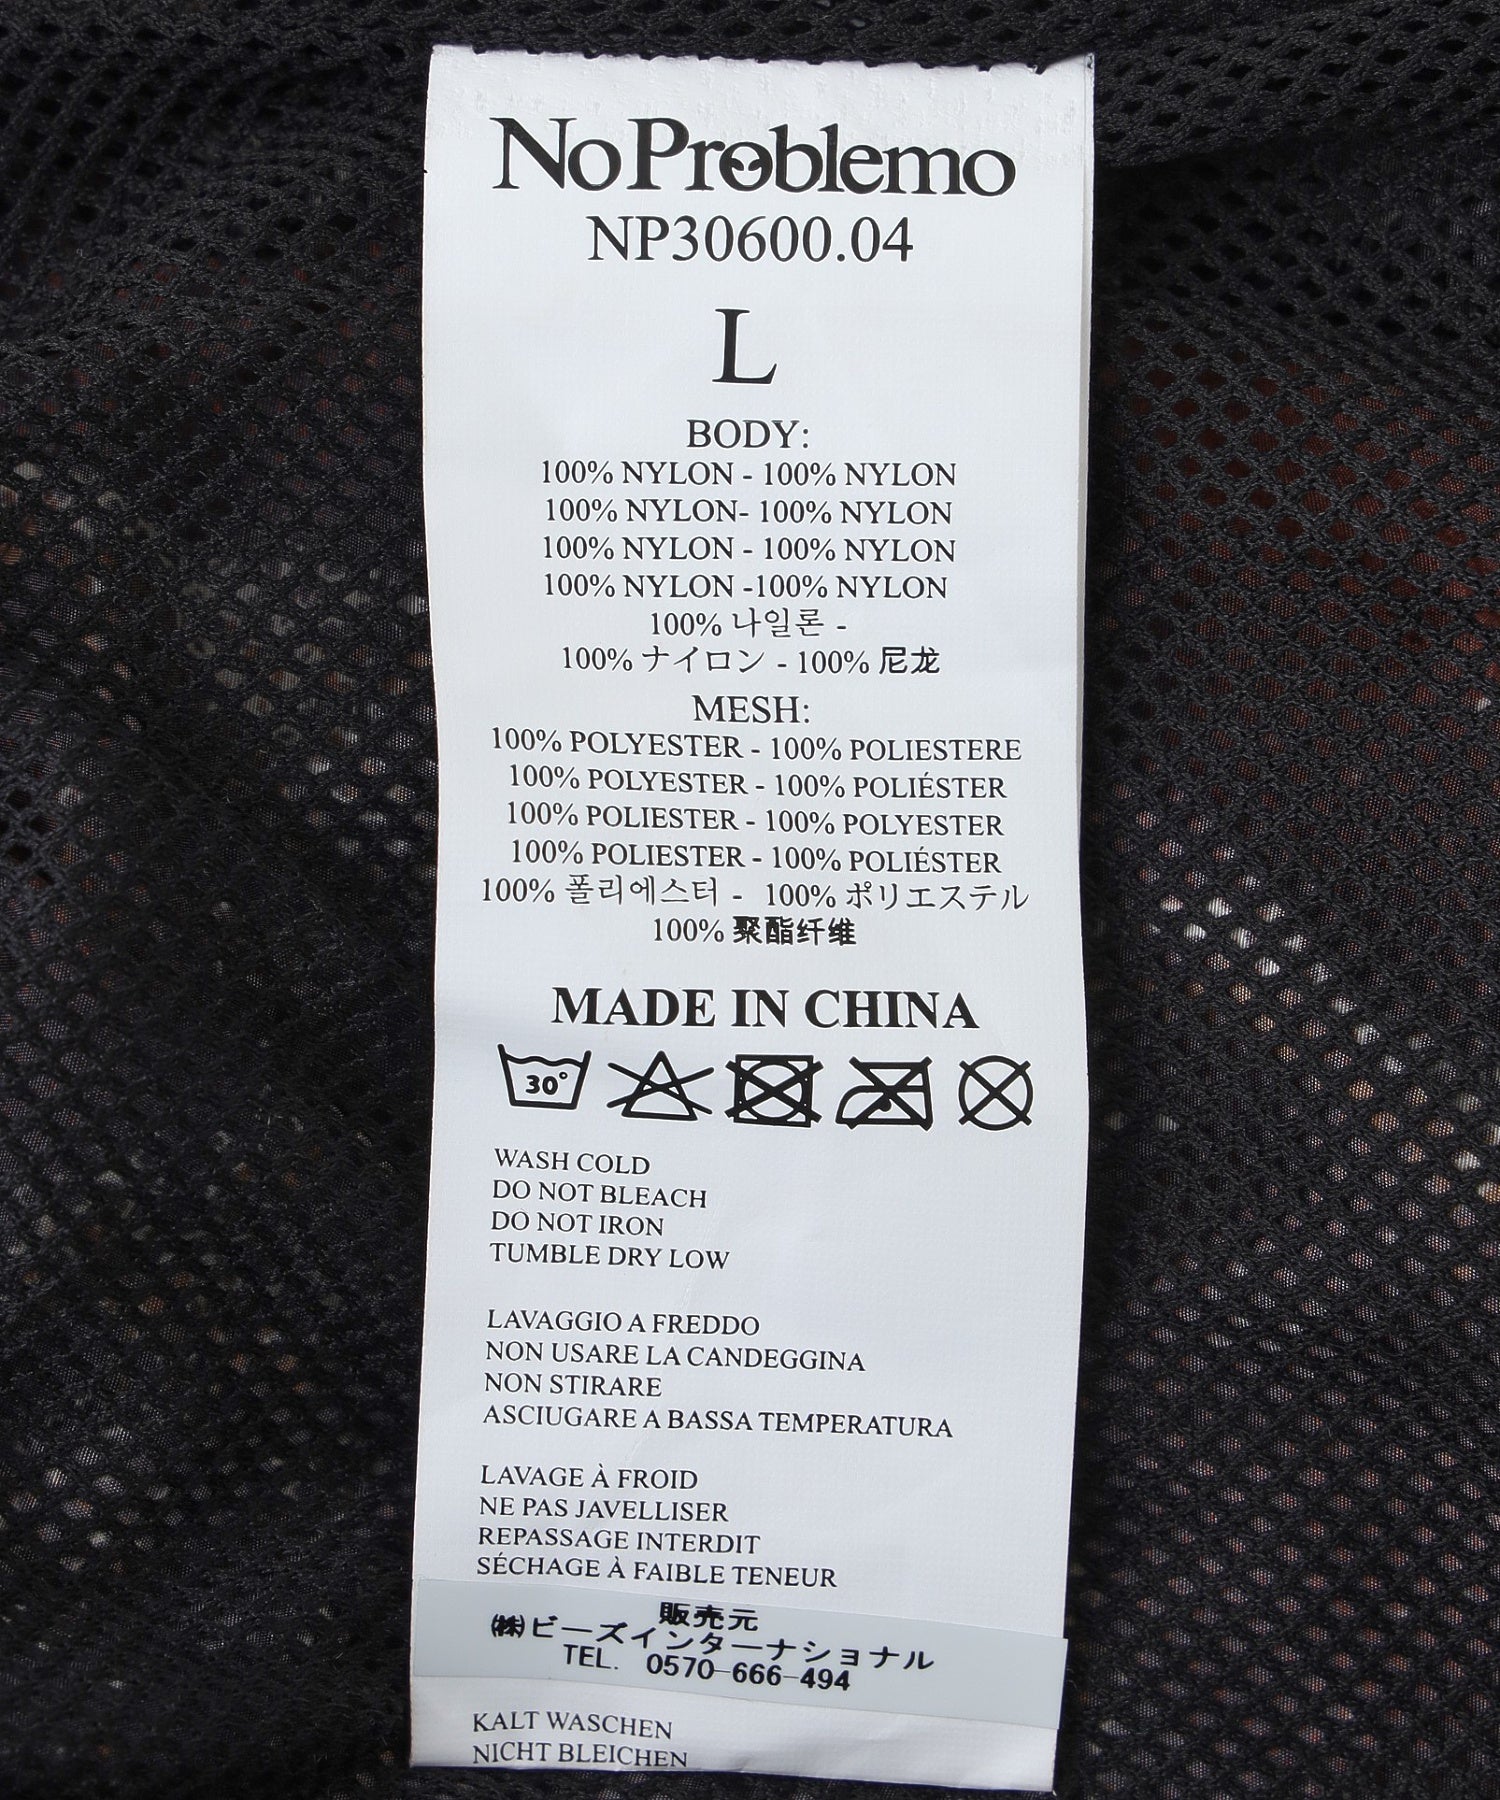 NoProblemo
NP30600.04
L
BODY:
100% NYLON - 100% NYLON
100% NYLON- 100% NYLON
100% NYLON - 100% NYLON
100% NYLON -100% NYLON
100% 나일론 -
100% ナイロン - 100% 尼龙
MESH:
100% POLYESTER - 100% POLIESTERE
100% POLYESTER - 100% POLIÉSTER
100% POLIESTER - 100% POLYESTER
100% POLIESTER - 100% POLIÉSTER
100% 폴리에스터 - 100% ポリエステル
100% 聚酯纤维
MADE IN CHINA
30°
WASH COLD
DO NOT BLEACH
DO NOT IRON
TUMBLE DRY LOW
LAVAGGIO A FREDDO
NON USARE LA CANDEGGINA
NON STIRARE
ASCIUGARE A BASSA TEMPERATURA
LAVAGE À FROID
NE PAS JAVELLISER
REPASSAGE INTERDIT
SÉCHAGE À FAIBLE TENEUR
販売元
㈱ビーズインターナショナル
TEL. 0570-666-494
KALT WASCHEN
NICHT BLEICHEN